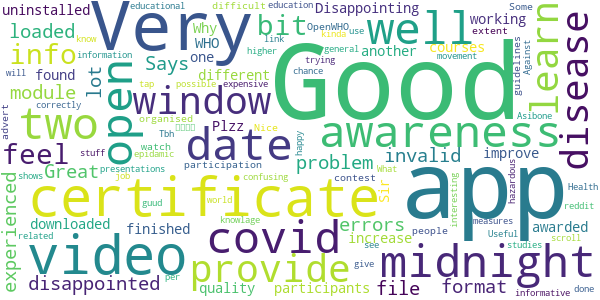 uninstalled
Disappointing
loaded
Very
educational
Why
WHO
bit
difficult
education
OpenWHO
use
link
higher
another
well
Some
working
extent
courses
guidelines
Against
info
module
lot
open
found
one
Says
different
Good
learn
disease
tap
possible
expensive
general
trying
chance
movement
know
information
will
correctly
two
window
Plzz
awareness
advert
Tbh
organised
Nice
kinda
Asibone
feel
date
watch
participation
happy
problem
invalid
improve
stuff
epidemic
presentations
job
confusing
contest
What
Great
experienced
certificate
Sir
app
errors
shows
guud
world
increase
people
Useful
awarded
measures
hazardous
Health
reddit
downloaded
finished
knowlage
covid
see
give
studies
interesting
scroll
video
provide
midnight
disappointed
quality
participants
file
format
related
per
informative
done